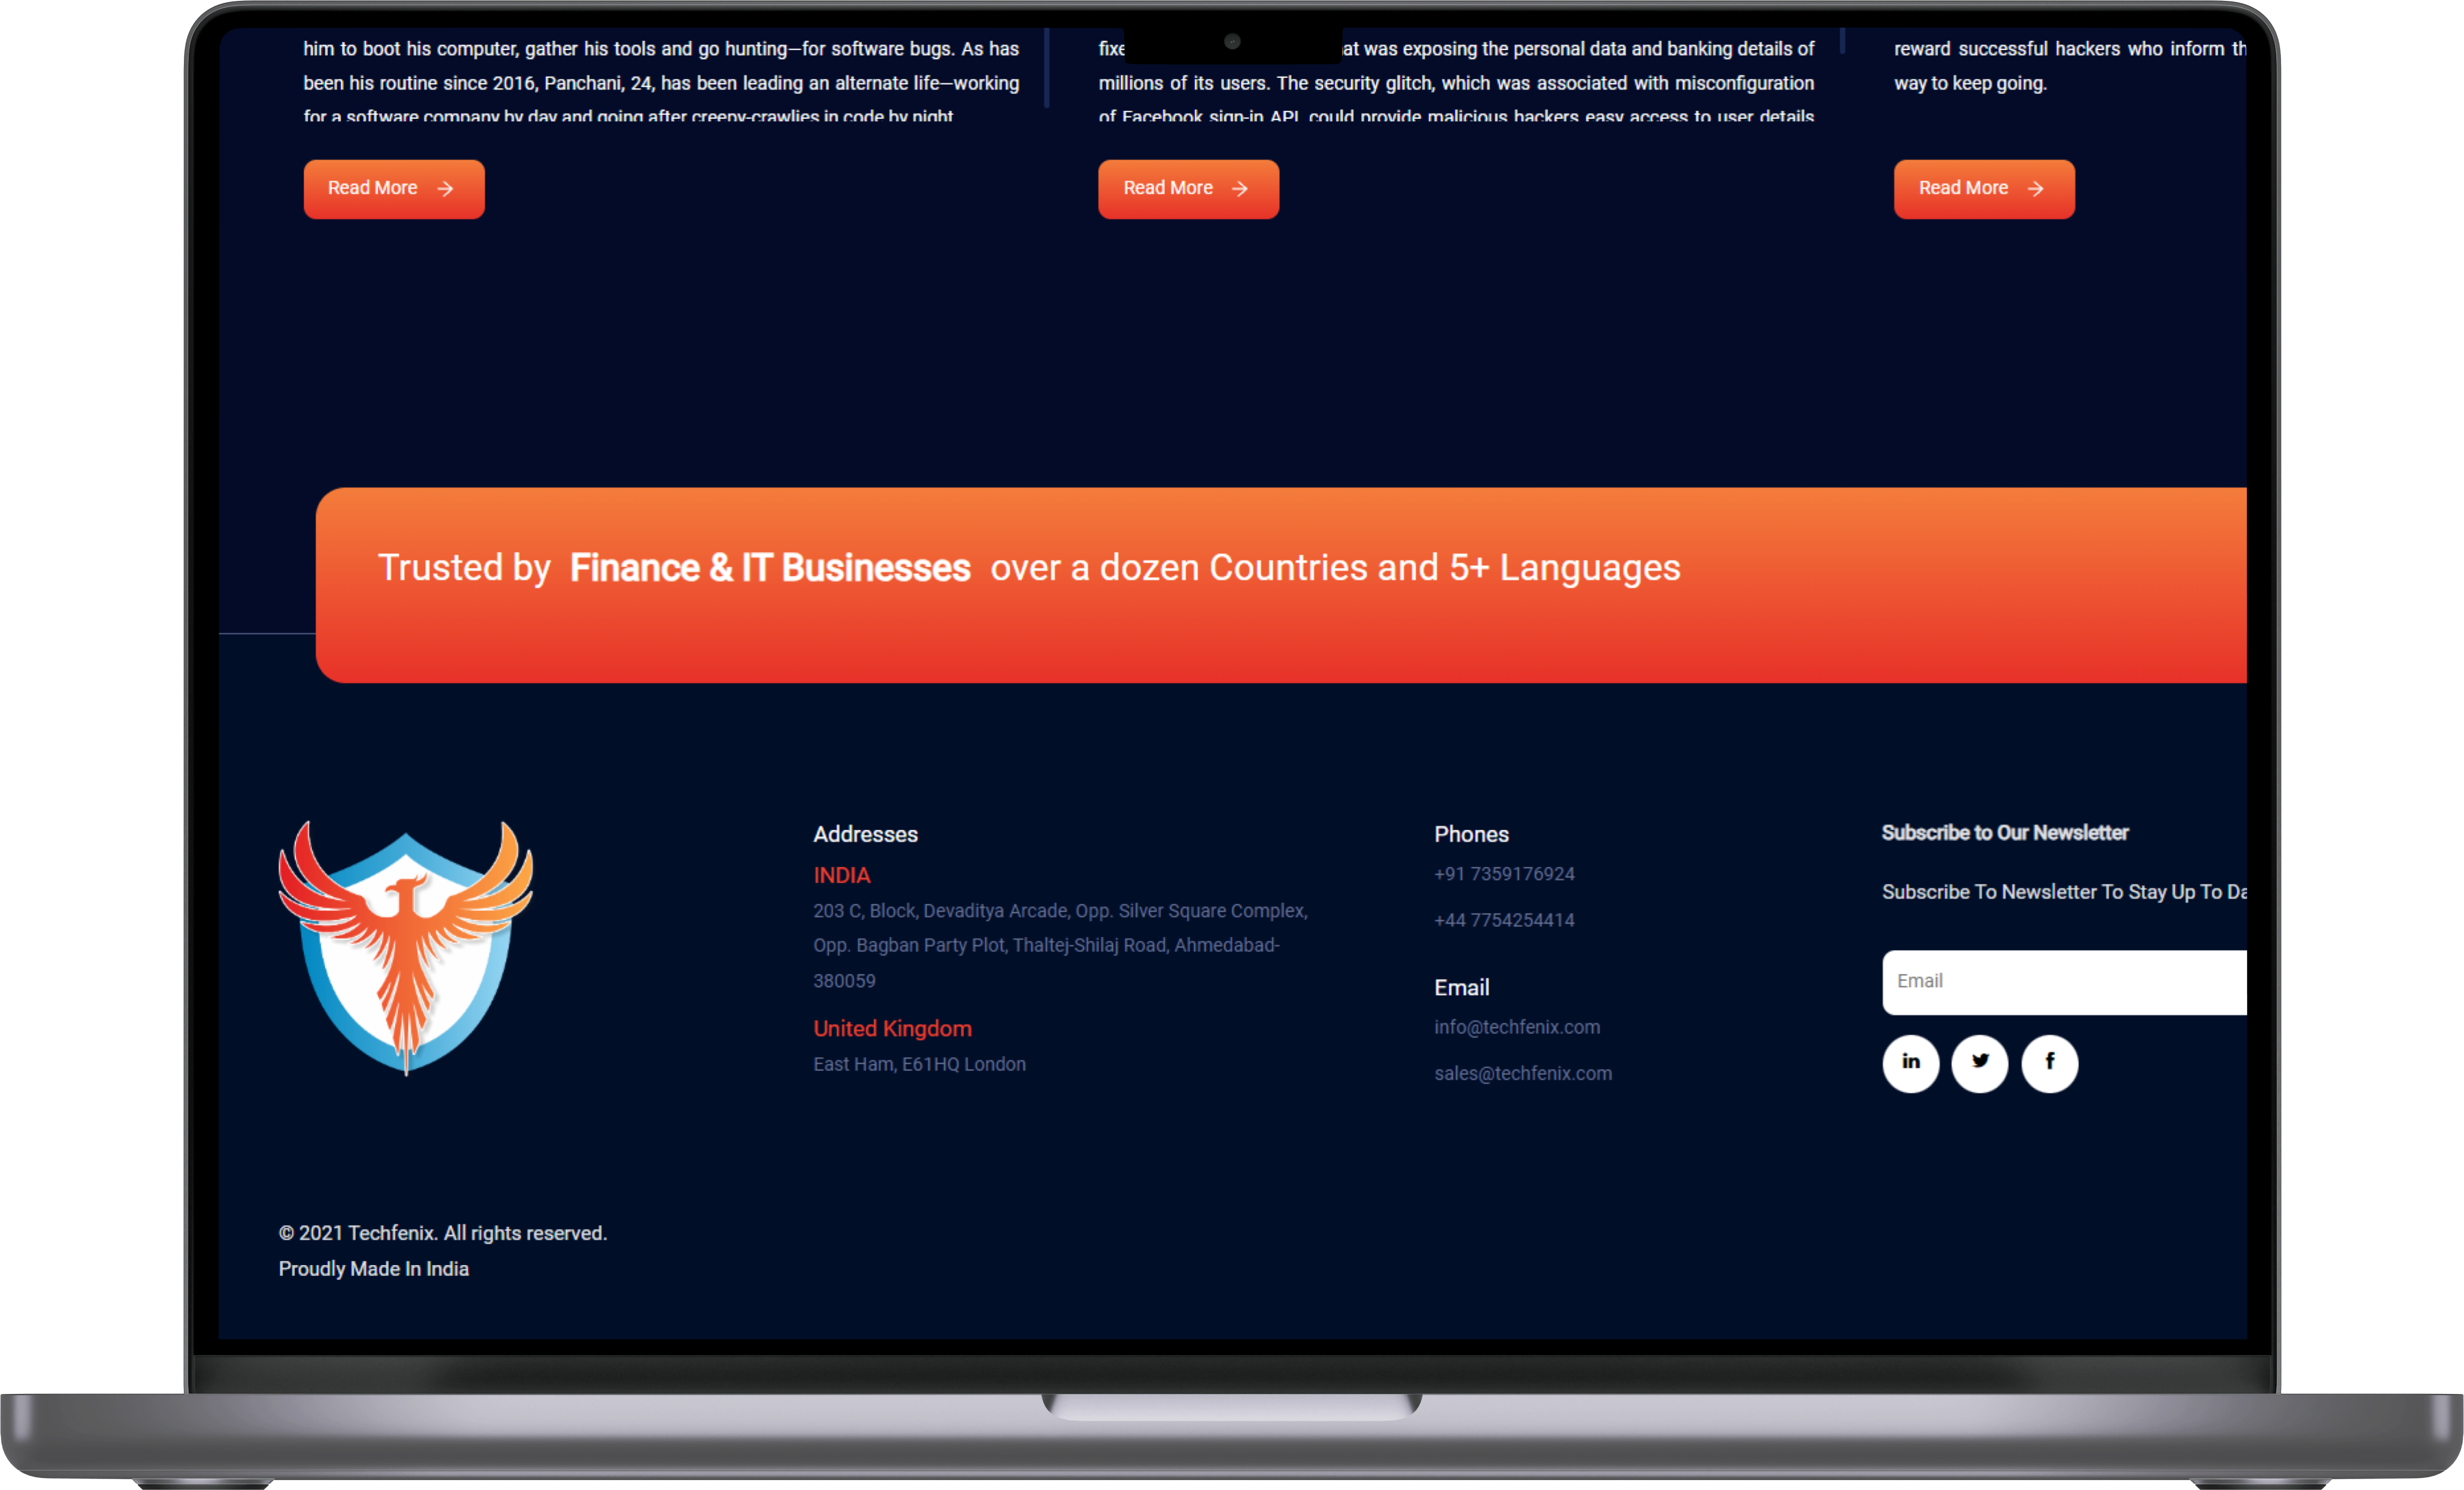 him to boot his computer, gather his tools and go hunting—for software bugs. As has
been his routine since 2016, Panchani, 24, has been leading an alternate life—working
for a software company by day and going after creepy-crawlies in code by night.
Read More
fixe at was exposing the personal data and banking details of
millions of its users. The security glitch, which was associated with misconfiguration
of Facebook sign-in API, could provide malicious hackers easy access to user details
Read More
reward successful hackers who inform th
way to keep going.
Read More
Trusted by Finance & IT Businesses over a dozen Countries and 5+ Languages
Addresses
INDIA
203 C, Block, Devaditya Arcade, Opp. Silver Square Complex,
Opp. Bagban Party Plot, Thaltej-Shilaj Road, Ahmedabad-
380059
United Kingdom
East Ham, E61HQ London
Phones
+91 7359176924
+44 7754254414
Email
info@techfenix.com
sales@techfenix.com
Subscribe to Our Newsletter
Subscribe To Newsletter To Stay Up To Da
Email
in
f
© 2021 Techfenix. All rights reserved.
Proudly Made In India